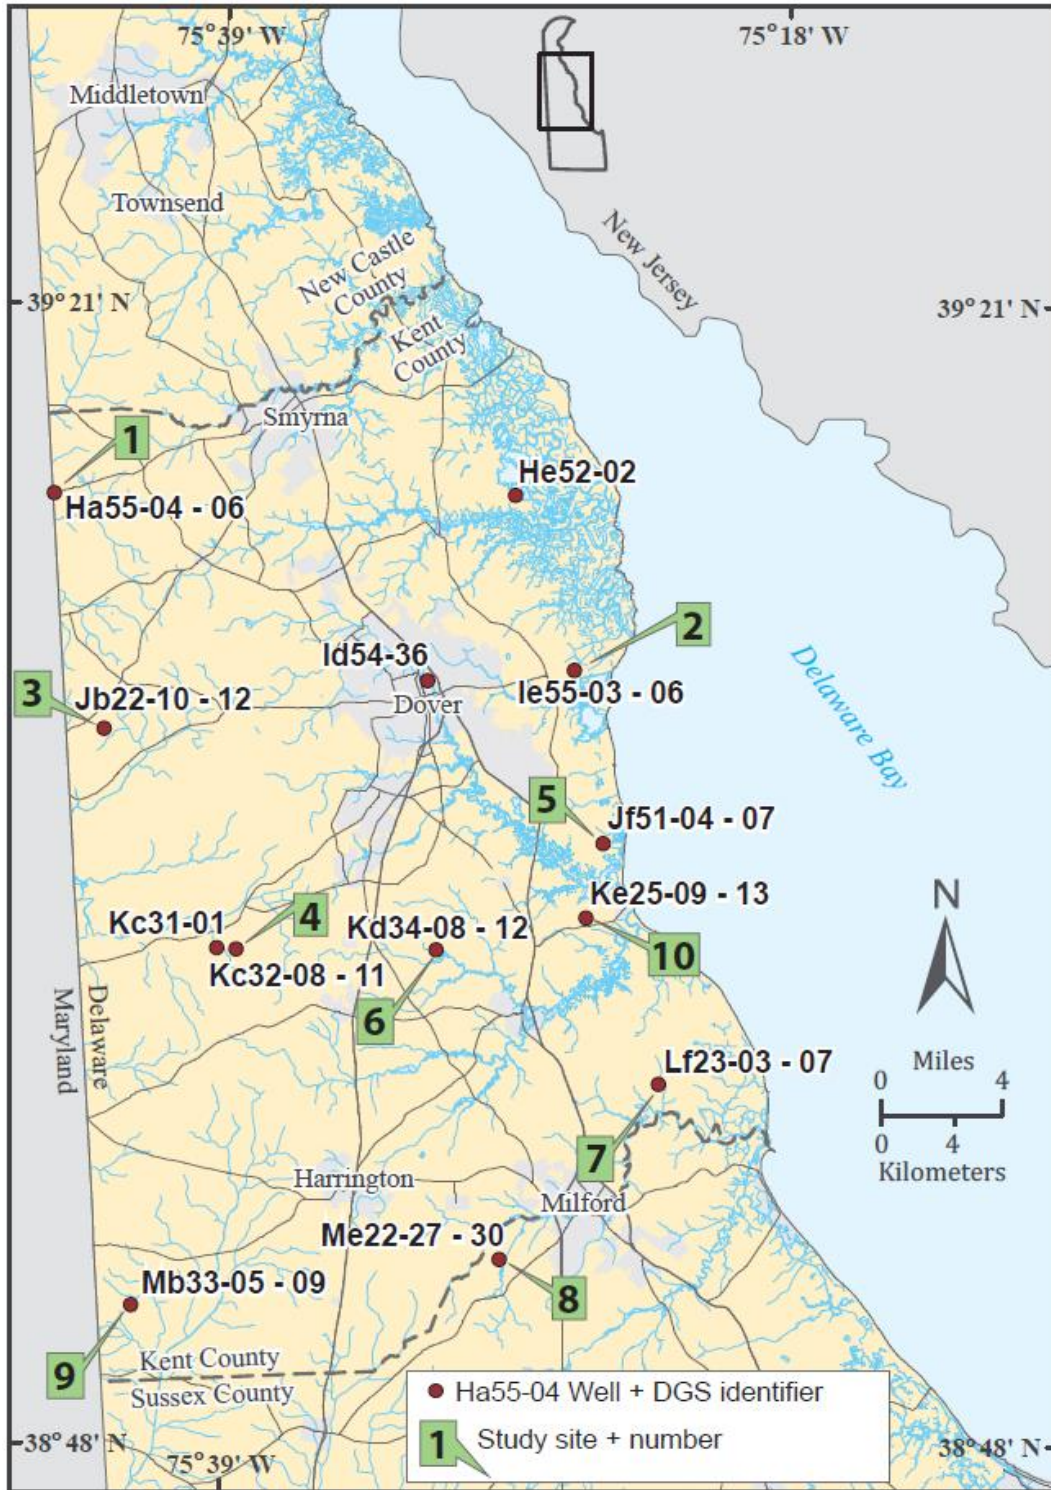 75°39' W
75°18' W
Middletown
Townsend
New Jersey
New Castle
County
39°21' N
39°21' N
Kent
County
Smyrna
1
He52-02
Ha55-04 - 06
2
Id54-36
Ie55-03 - 06
3
Jb22-10 - 12
Dover
Delaware Bay
5
Jf51-04 - 07
Ke25-09 - 13
N
4
Kc31-01
Kd34-08 - 12
10
Kc32-08 - 11
6
Maryland
Delaware
Miles
0 4
0 4
Kilometers
Lf23-03 - 07
7
Harrington
Milford
Me22-27 - 30
8
Mb33-05 - 09
9
Kent County
Sussex County
Ha55-04 Well + DGS identifier
1 Study site + number
38°48' N
38°48' N
75°39' W